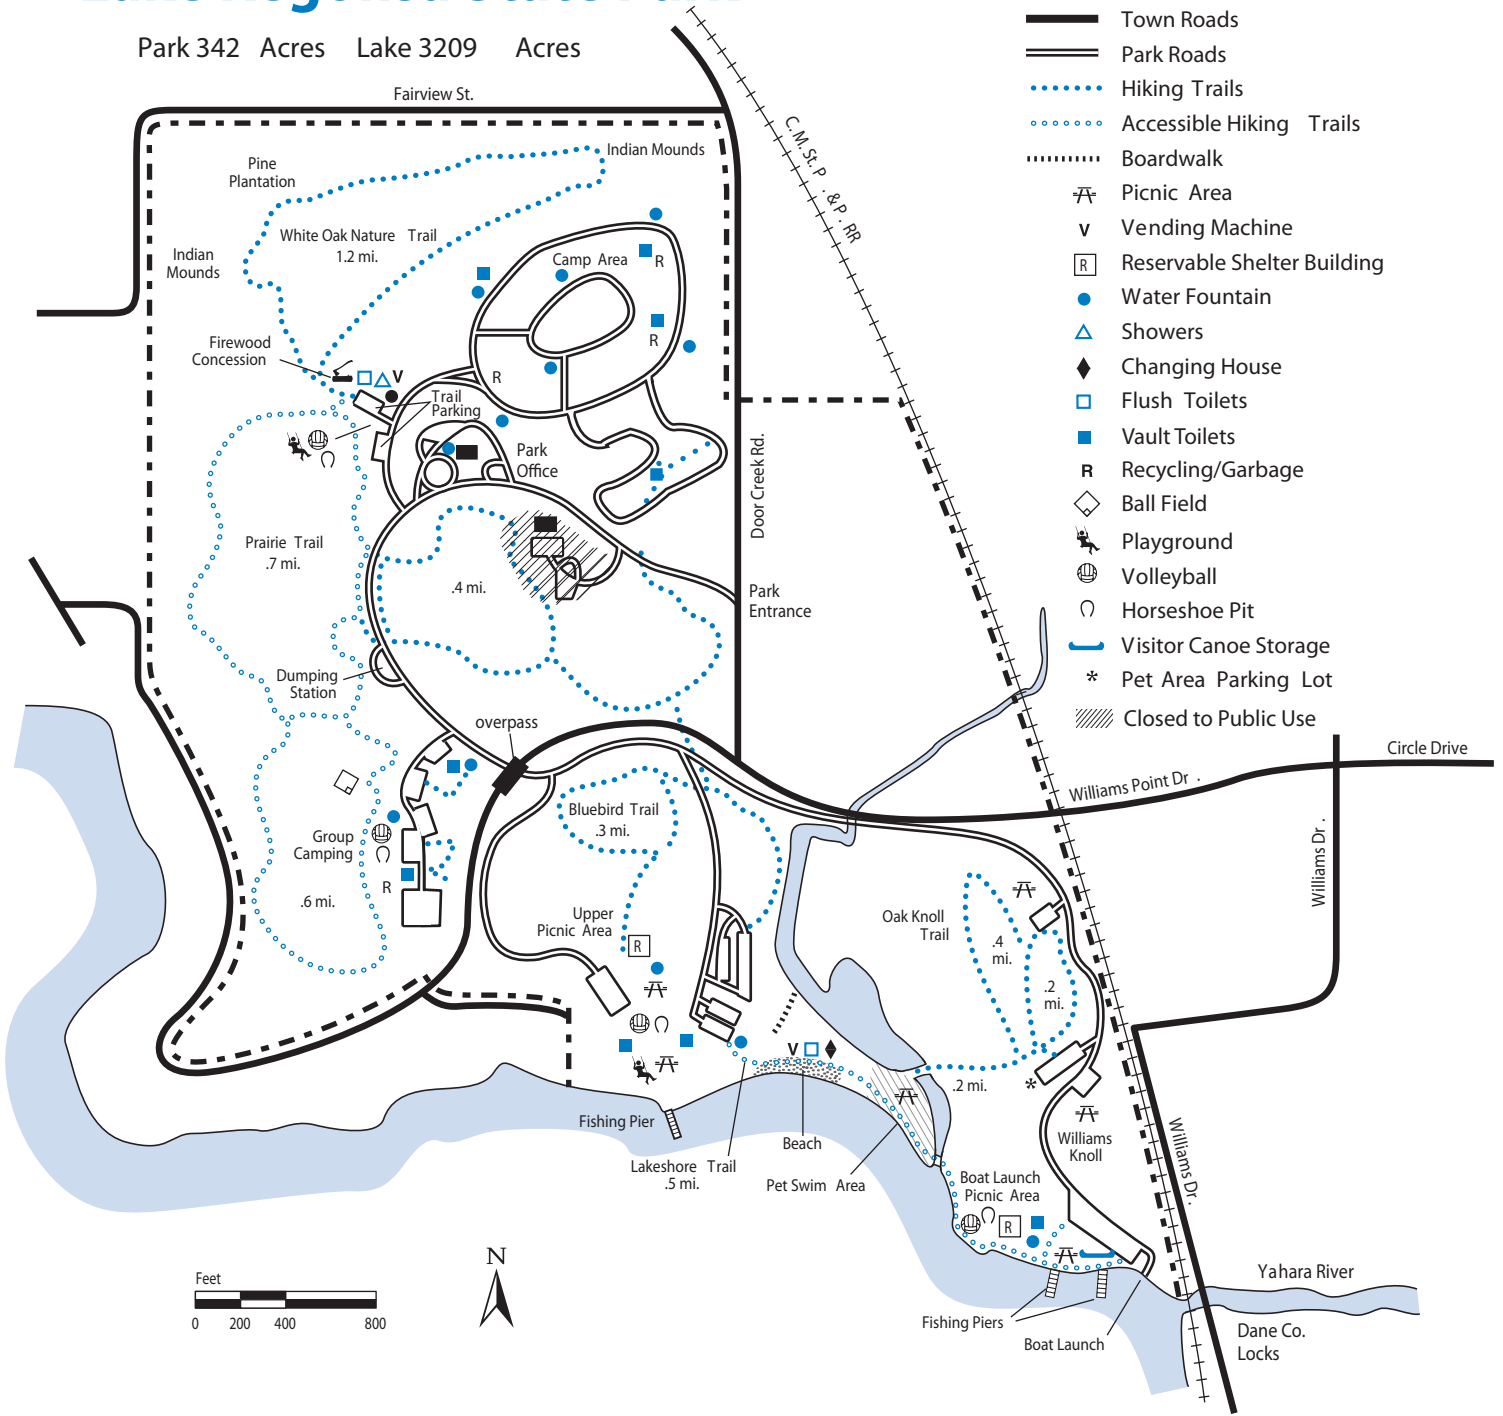 Park 342 Acres Lake 3209 Acres
Town Roads
Park Roads
Hiking Trails
Accessible Hiking Trails
Boardwalk
Picnic Area
V Vending Machine
R Reservable Shelter Building
Water Fountain
Showers
Changing House
Flush Toilets
Vault Toilets
R Recycling/Garbage
Ball Field
Playground
Volleyball
Horseshoe Pit
Visitor Canoe Storage
* Pet Area Parking Lot
Closed to Public Use
Fairview St.
C.M.St.P. & P. RR
Indian Mounds
Pine
Plantation
White Oak Nature Trail
1.2 mi.
Indian
Mounds
Camp Area
R
R
R
Firewood
Concession
V
Trail
Parking
Park
Office
Door Creek Rd.
Prairie Trail
.7 mi.
.4 mi.
Park
Entrance
Dumping
Station
overpass
Circle Drive
Williams Point Dr.
Williams Dr.
Bluebird Trail
.3 mi.
Group
Camping
R
.6 mi.
Upper
Picnic Area
R
Oak Knoll
Trail
.4
mi.
.2
mi.
V
.2 mi.
*
Fishing Pier
Beach
Lakeshore Trail
.5 mi.
Pet Swim Area
Williams
Knoll
Williams Dr.
Boat Launch
Picnic Area
R
N
Feet
0 200 400 800
Fishing Piers
Boat Launch
Yahara River
Dane Co.
Locks